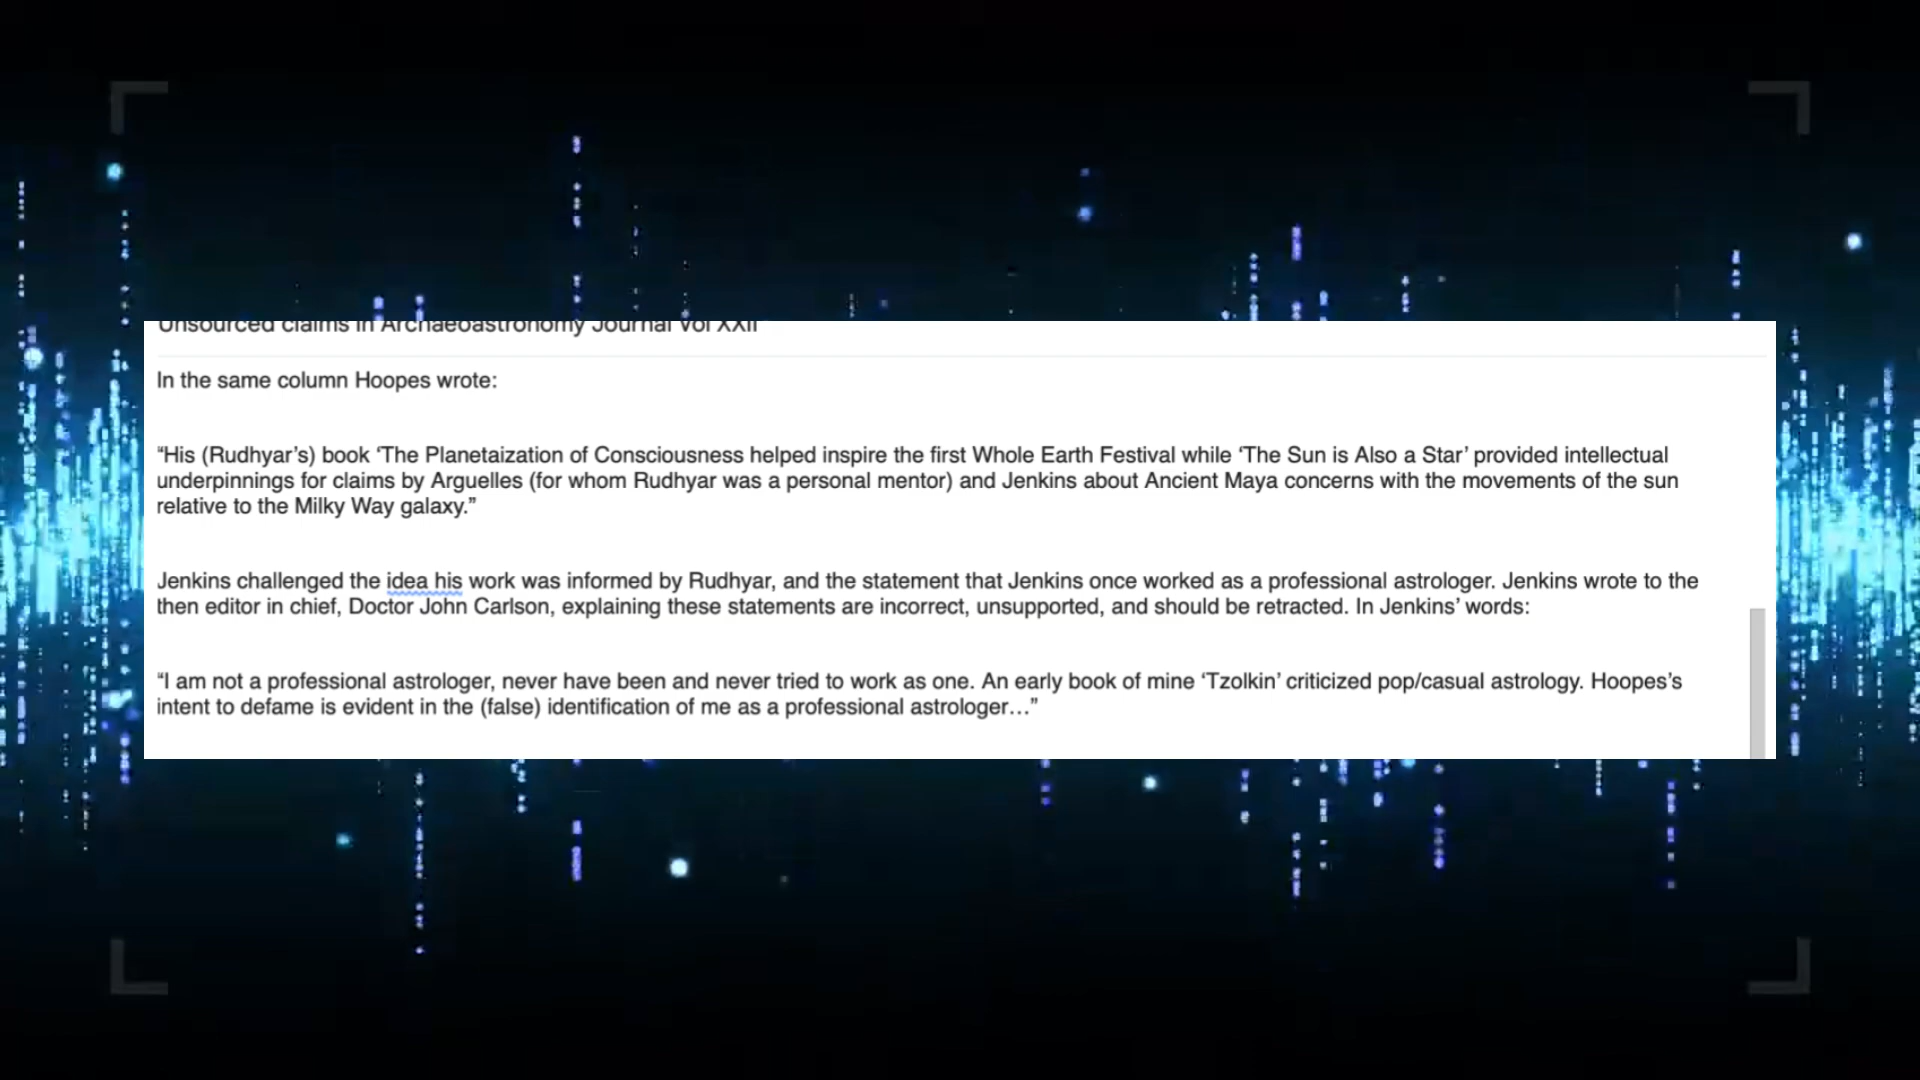 Unsourced claims in Archaeoastronomy Journal Vol XXII
In the same column Hoopes wrote:
“His (Rudhyar’s) book ‘The Planetaization of Consciousness helped inspire the first Whole Earth Festival while ‘The Sun is Also a Star’ provided intellectual
underpinnings for claims by Arguelles (for whom Rudhyar was a personal mentor) and Jenkins about Ancient Maya concerns with the movements of the sun
relative to the Milky Way galaxy.”
Jenkins challenged the idea his work was informed by Rudhyar, and the statement that Jenkins once worked as a professional astrologer. Jenkins wrote to the
then editor in chief, Doctor John Carlson, explaining these statements are incorrect, unsupported, and should be retracted. In Jenkins’ words:
“I am not a professional astrologer, never have been and never tried to work as one. An early book of mine ‘Tzolkin’ criticized pop/casual astrology. Hoopes’s
intent to defame is evident in the (false) identification of me as a professional astrologer…”